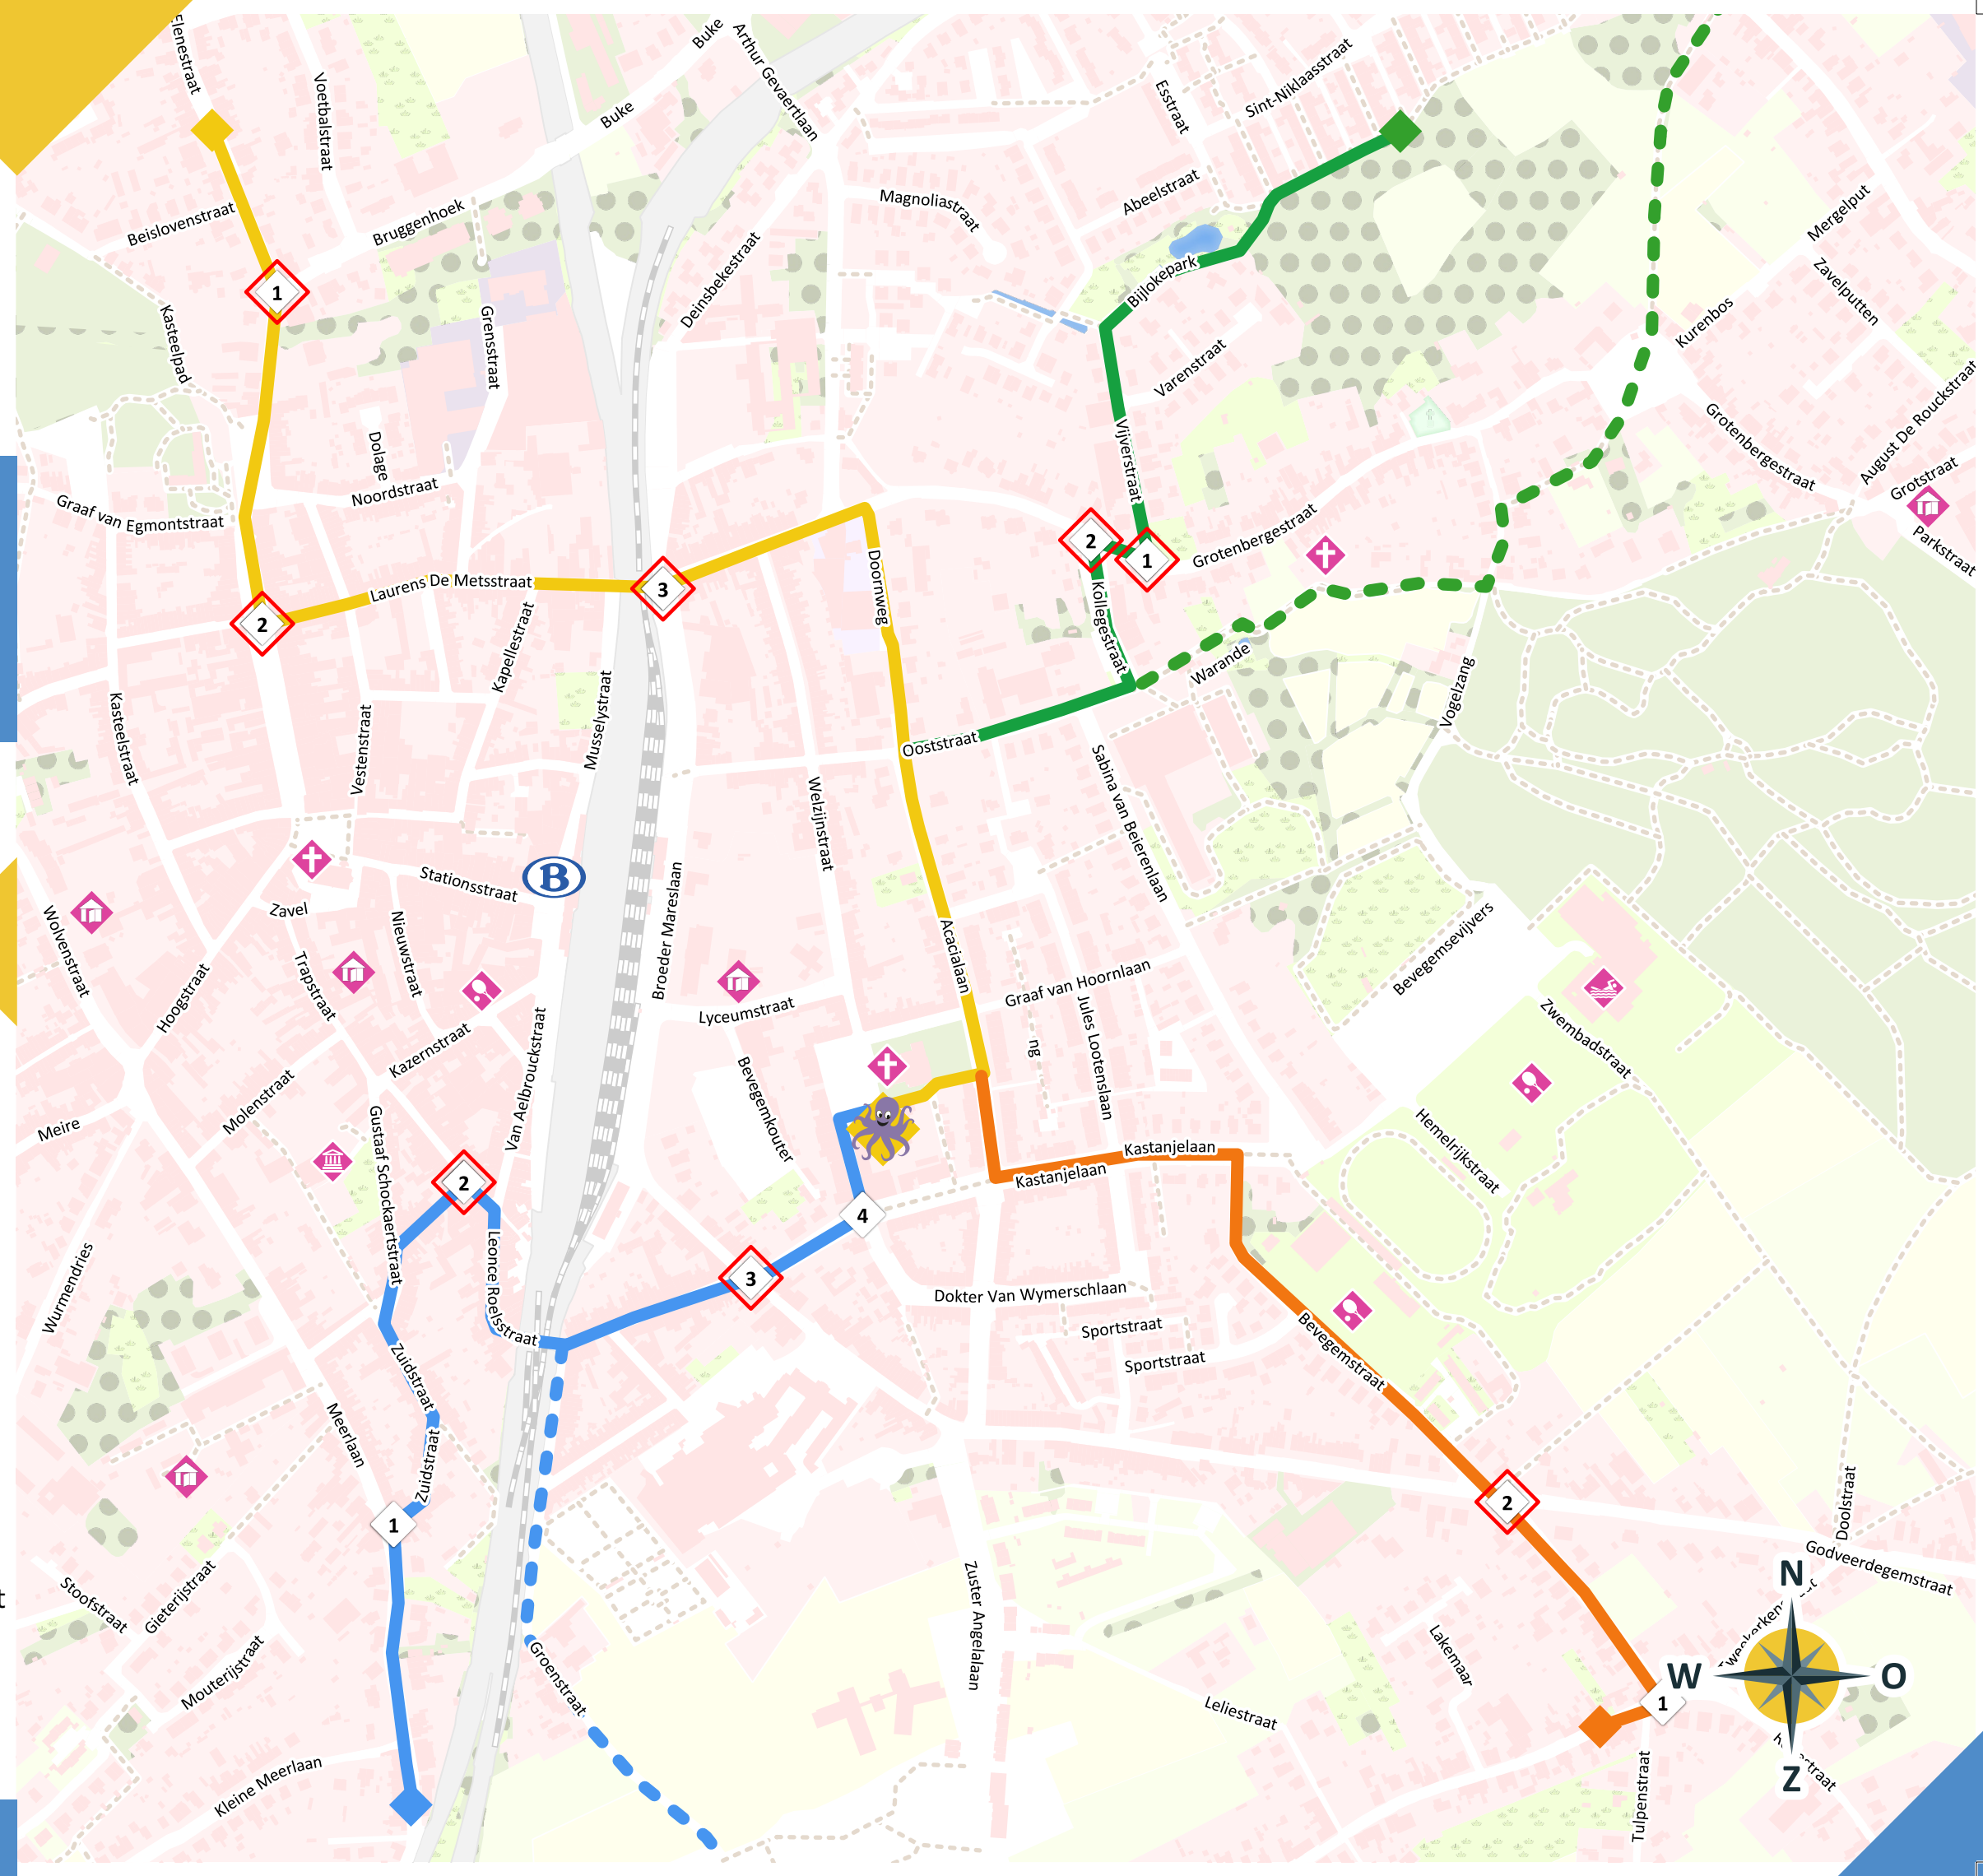 Buke
Arthur Gevaertlaan
Voetbalstraat
Buke
Esstraat
Sint-Niklaasstraat
Beislovenstraat
Bruggenhoek
Magnoliastraat
Abeelstraat
Mergelput
Deinsbekestraat
Bijlokepark
Zavelputten
1
Kasteelpad
Grensstraat
Varenstraat
Kurenbos
Dolage
Noordstraat
Vijverstraat
Grotenbergestraat
August De Rouckstraat
Grotstraat
Graaf van Egmontstraat
Grotenbergestraat
Parkstraat
2
1
Laurens De Metsstraat
3
Doornweg
2
Kapellestraat
Kollegestraat
Warande
Kasteelstraat
Vestenstraat
Musselystraat
Vogelzang
Ooststraat
Sabina van Beierenlaan
Welzijnstraat
B
Stationsstraat
Zavel
Wolvenstraat
Nieuwstraat
Broeder Mareslaan
Acacialaan
Bevegemsevijvers
Hoogstraat
Trapstraat
Graaf van Hoornlaan
Lyceumstraat
Jules Lootenslaan
ng
Zwembadstraat
Kazernstraat
Van Aelbrouckstraat
Bevegemkouter
Molenstraat
Meire
Gustaaf Schockaertstraat
Hemelrijkstraat
Kastanjelaan
Kastanjelaan
2
4
Leonce Roelsstraat
3
Wurmendries
Dokter Van Wymerschlaan
Sportstraat
Sportstraat
Bevegemstraat
Zuidstraat
Meerlaan
Zuidstraat
1
2
Doolstraat
Godveerdegemstraat
N
t
Stoofstraat
Gieterijstraat
Zuster Angelalaan
Groenstraat
Lakemaar
Mouterijstraat
Leliestraat
1
W
O
Z
Kleine Meerlaan
Tulpenstraat